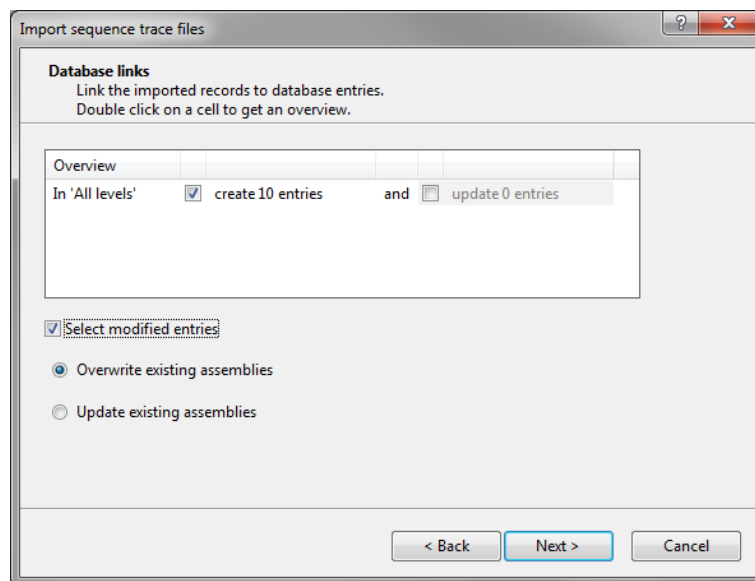 Import sequence trace files
Database links
Link the imported records to database entries.
Double click on a cell to get an overview.
Overview
In 'All levels' create 10 entries and update 0 entries
Select modified entries
Overwrite existing assemblies
Update existing assemblies
< Back Next > Cancel